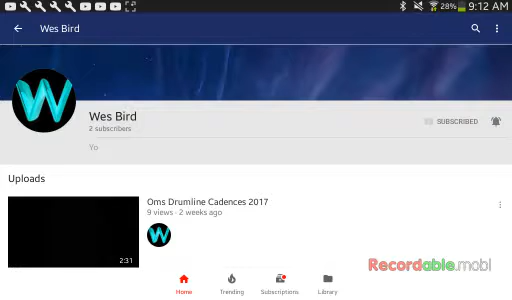 28% 9:12 AM
Wes Bird
W
Wes Bird
2 subscribers
SUBSCRIBED
Yo
Uploads
Oms Drumline Cadences 2017
9 views · 2 weeks ago
W
2:31
Recordable.mobi
Home Trending Subscriptions Library